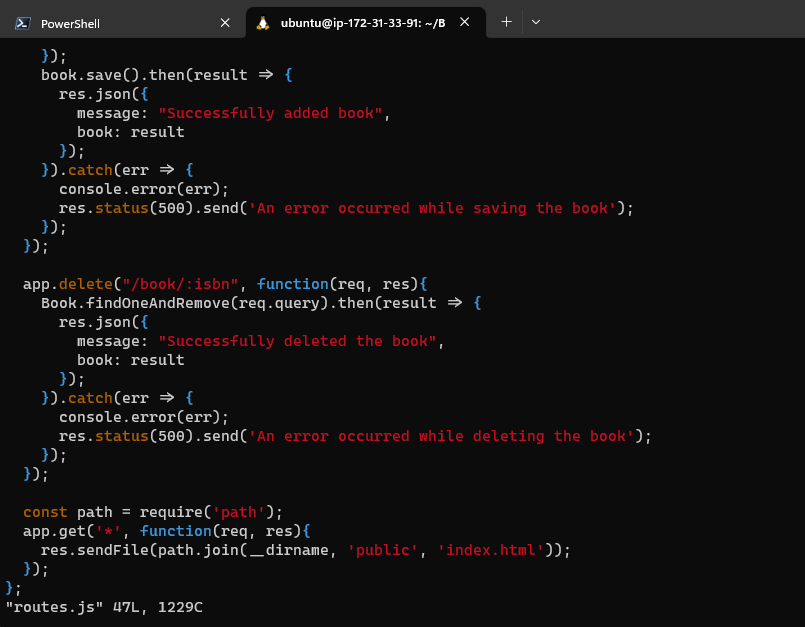 PowerShell
ubuntu@ip-172-31-33-91: ~/B
    });
    book.save().then(result => {
      res.json({
        message: "Successfully added book",
        book: result
      });
    }).catch(err => {
      console.error(err);
      res.status(500).send('An error occurred while saving the book');
    });
  });

  app.delete("/book/:isbn", function(req, res){
    Book.findOneAndRemove(req.query).then(result => {
      res.json({
        message: "Successfully deleted the book",
        book: result
      });
    }).catch(err => {
      console.error(err);
      res.status(500).send('An error occurred while deleting the book');
    });
  });

  const path = require('path');
  app.get('*', function(req, res){
    res.sendFile(path.join(__dirname, 'public', 'index.html'));
  });
};
"routes.js" 47L, 1229C